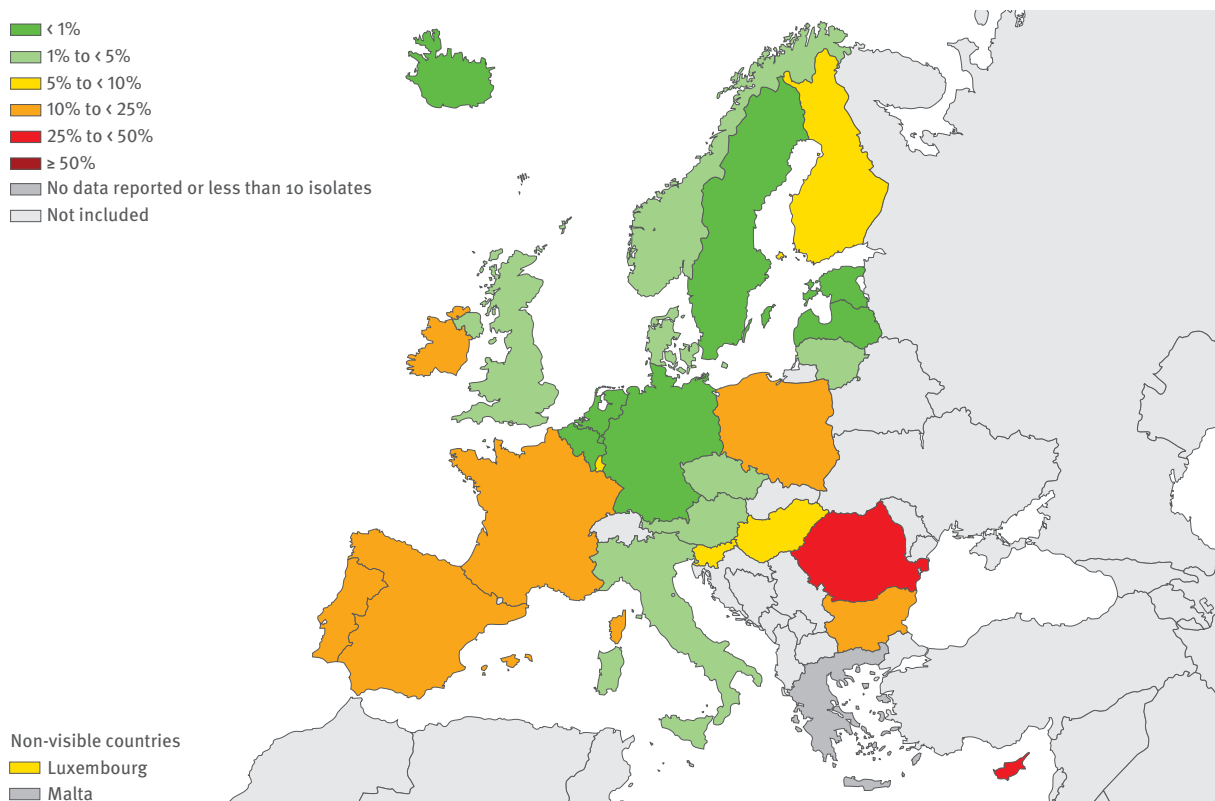 < 1%
1% to < 5%
5% to < 10%
10% to < 25%
25% to < 50%
≥ 50%
No data reported or less than 10 isolates
Not included
Non-visible countries
Luxembourg
Malta